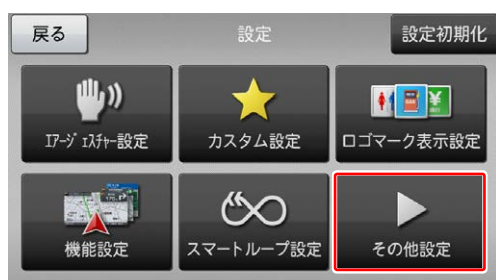 戻る
設定
設定初期化
エアージェスチャー設定
カスタム設定
ロゴマーク表示設定
機能設定
スマートループ設定
その他設定